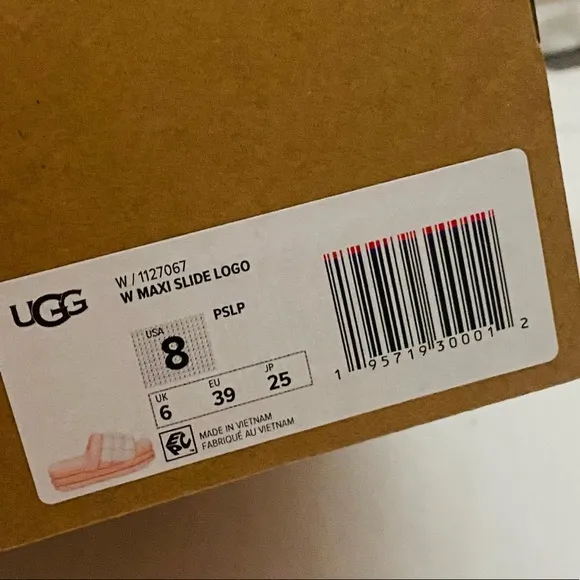 UGG
W / 1127067
W MAXI SLIDE LOGO
USA
8
PSLP
UK EU JP
6 39 25
EPC
MADE IN VIETNAM
FABRIQUÉ AU VIETNAM
1 95719 30001 2